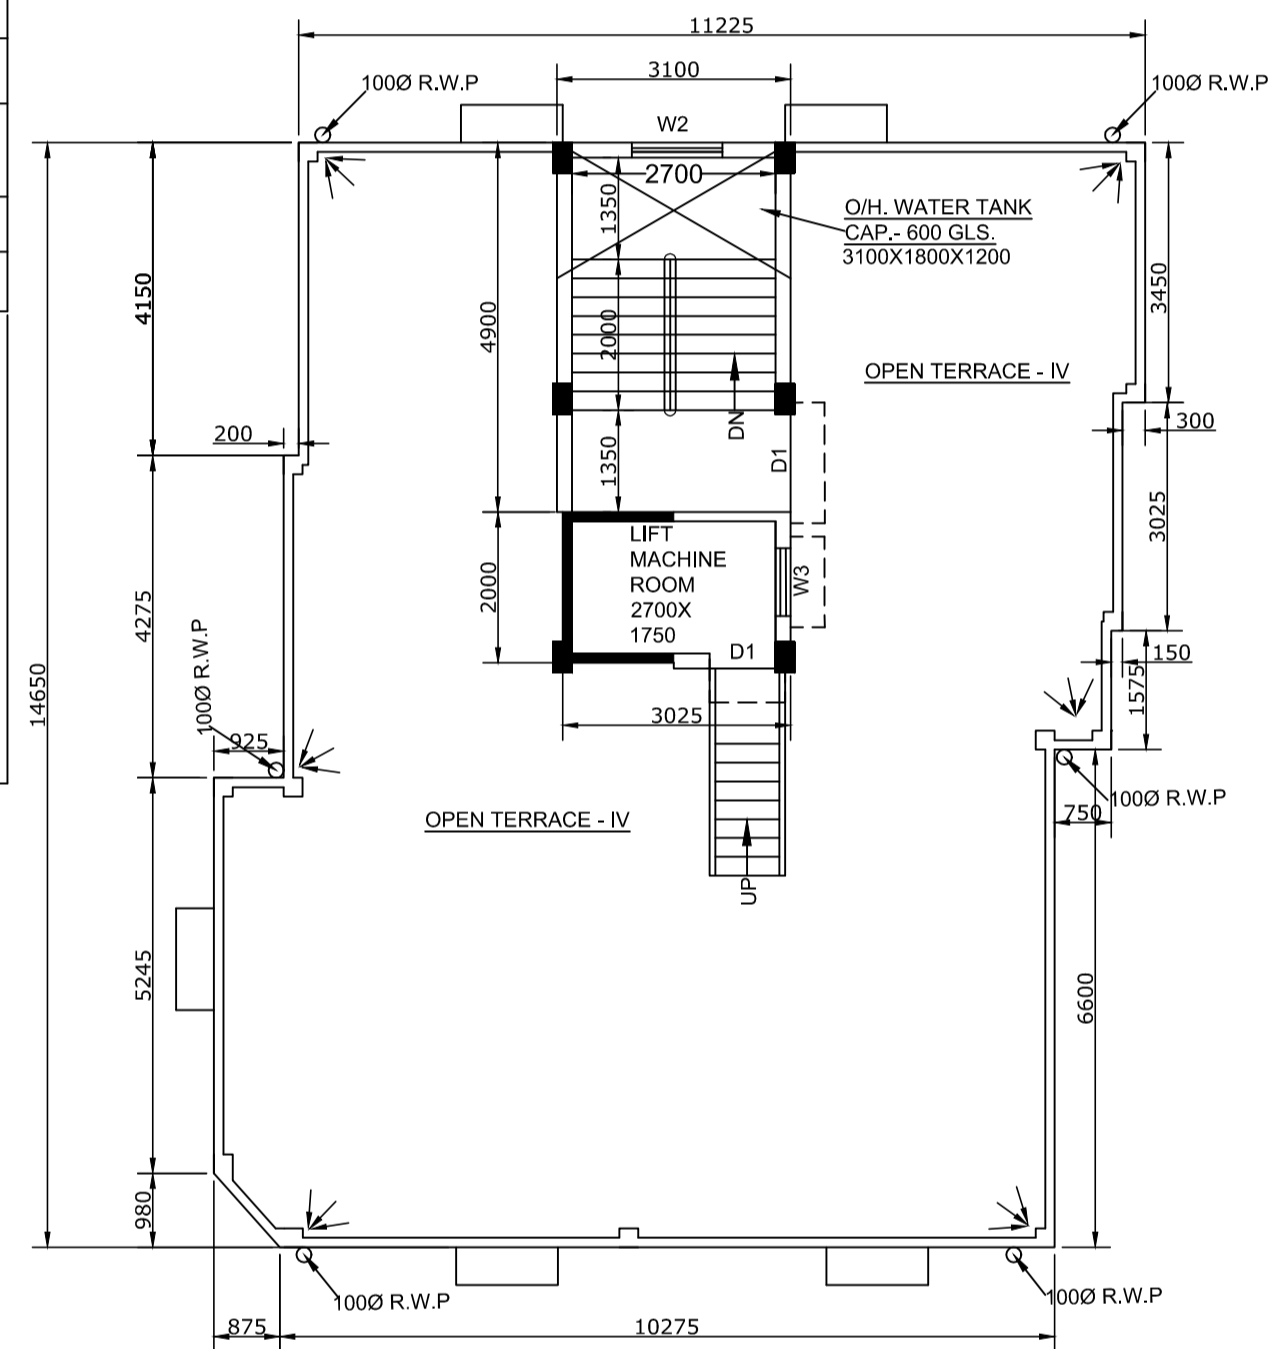 11225
3100
100Ø R.W.P
100Ø R.W.P
W2
2700
1350
O/H. WATER TANK
CAP.- 600 GLS.
3100X1800X1200
4150
4900
2000
3450
OPEN TERRACE - IV
DN
200
300
1350
D1
3025
LIFT
MACHINE
ROOM
2700X
1750
W3
2000
4275
100Ø R.W.P
D1
150
1575
14650
3025
925
100Ø R.W.P
750
OPEN TERRACE - IV
UP
5245
6600
980
100Ø R.W.P
100Ø R.W.P
875
10275